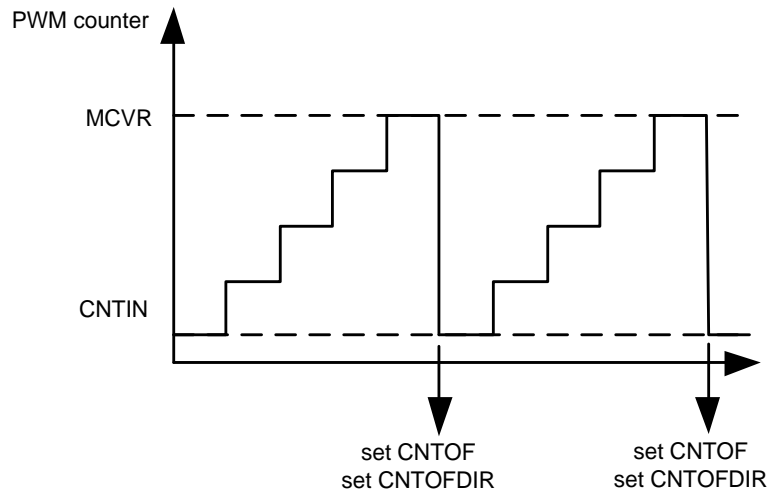 PWM counter
MCVR
CNTIN
set CNTOF
set CNTOFDIR
set CNTOF
set CNTOFDIR